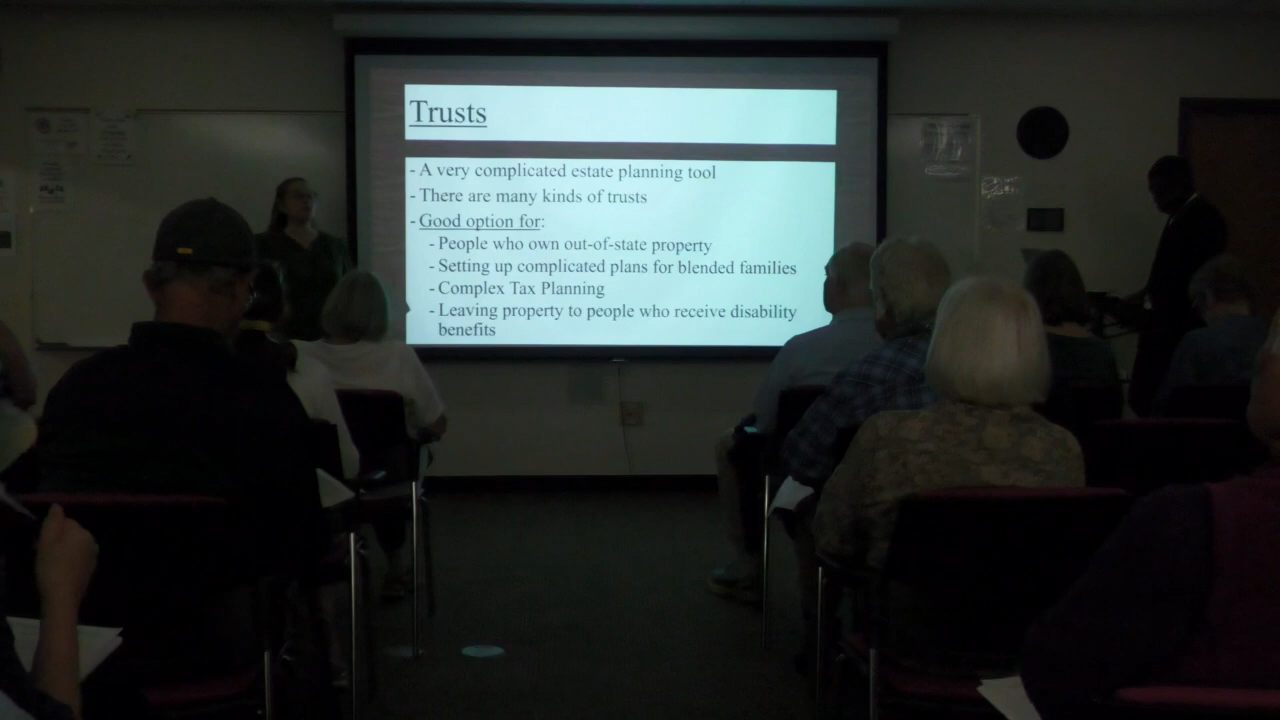 Trusts
- A very complicated estate planning tool
- There are many kinds of trusts
- Good option for:
- People who own out-of-state property
- Setting up complicated plans for blended families
- Complex Tax Planning
- Leaving property to people who receive disability
benefits